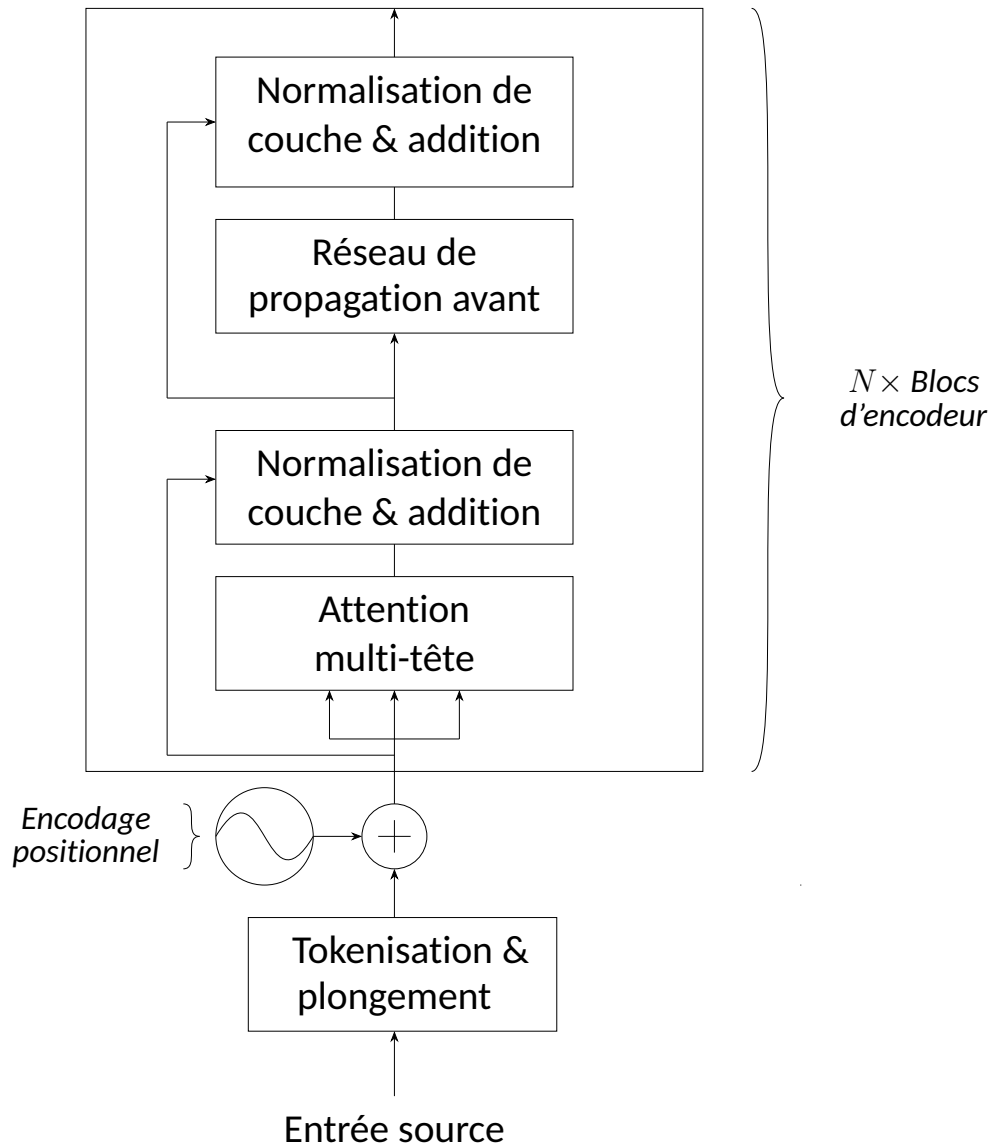 Normalisation de
couche & addition
Réseau de
propagation avant
N × Blocs
d'encodeur
Normalisation de
couche & addition
Attention
multi-tête
Encodage
positionnel
Tokenisation &
plongement
Entrée source